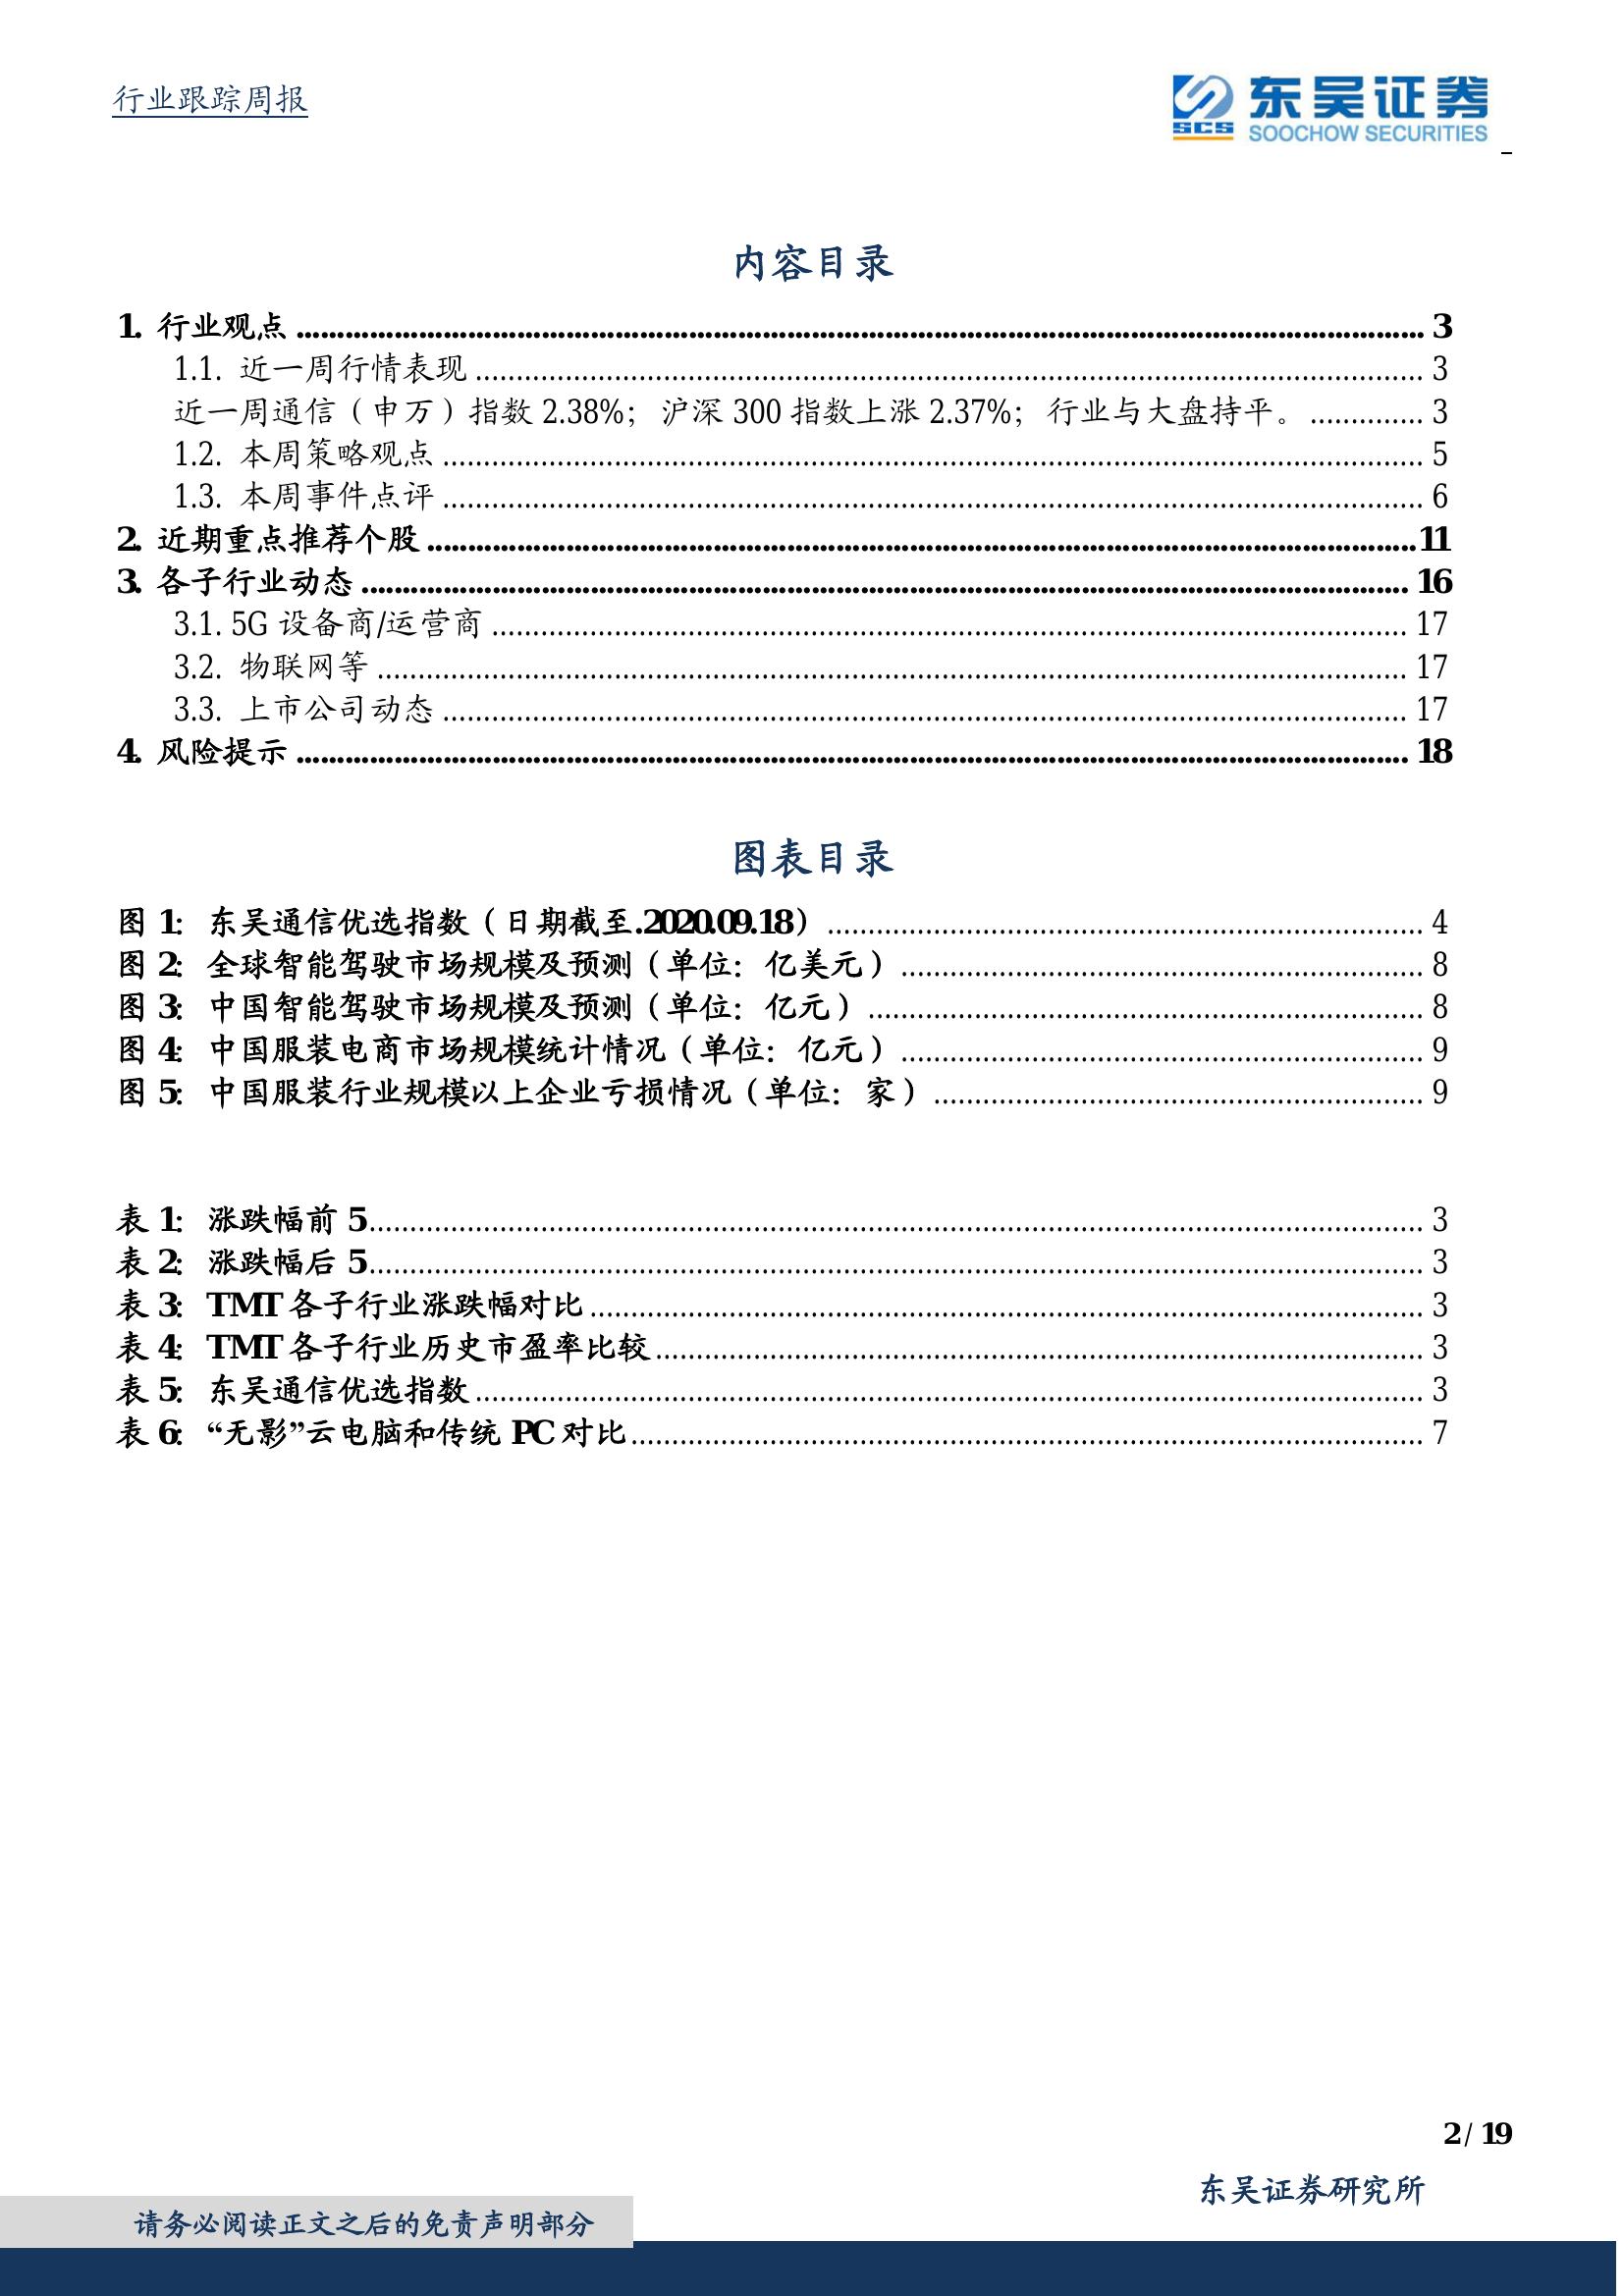 行业跟踪周报
东吴证券
SCS
SOOCHOW SECURITIES
内容目录
1. 行业观点 ........ 3
1.1. 近一周行情表现 ........ 3
近一周通信（申万）指数 2.38%； 沪深 300 指数上涨 2.37%； 行业与大盘持平。 ........ 3
1.2. 本周策略观点 ........ 5
1.3. 本周事件点评 ........ 6
2. 近期重点推荐个股 ........ 11
3. 各子行业动态 ........ 16
3.1. 5G 设备商/运营商 ........ 17
3.2. 物联网等 ........ 17
3.3. 上市公司动态 ........ 17
4. 风险提示 ........ 18
图表目录
图 1： 东吴通信优选指数（日期截至.2020.09.18） ........ 4
图 2： 全球智能驾驶市场规模及预测（单位：亿美元） ........ 8
图 3： 中国智能驾驶市场规模及预测（单位：亿元） ........ 8
图 4： 中国服装电商市场规模统计情况（单位：亿元） ........ 9
图 5： 中国服装行业规模以上企业亏损情况（单位：家） ........ 9
表 1： 涨跌幅前 5 ........ 3
表 2： 涨跌幅后 5 ........ 3
表 3： TMT 各子行业涨跌幅对比 ........ 3
表 4： TMT 各子行业历史市盈率比较 ........ 3
表 5： 东吴通信优选指数 ........ 3
表 6： “无影”云电脑和传统 PC 对比 ........ 7
2 / 19
东吴证券研究所
请务必阅读正文之后的免责声明部分